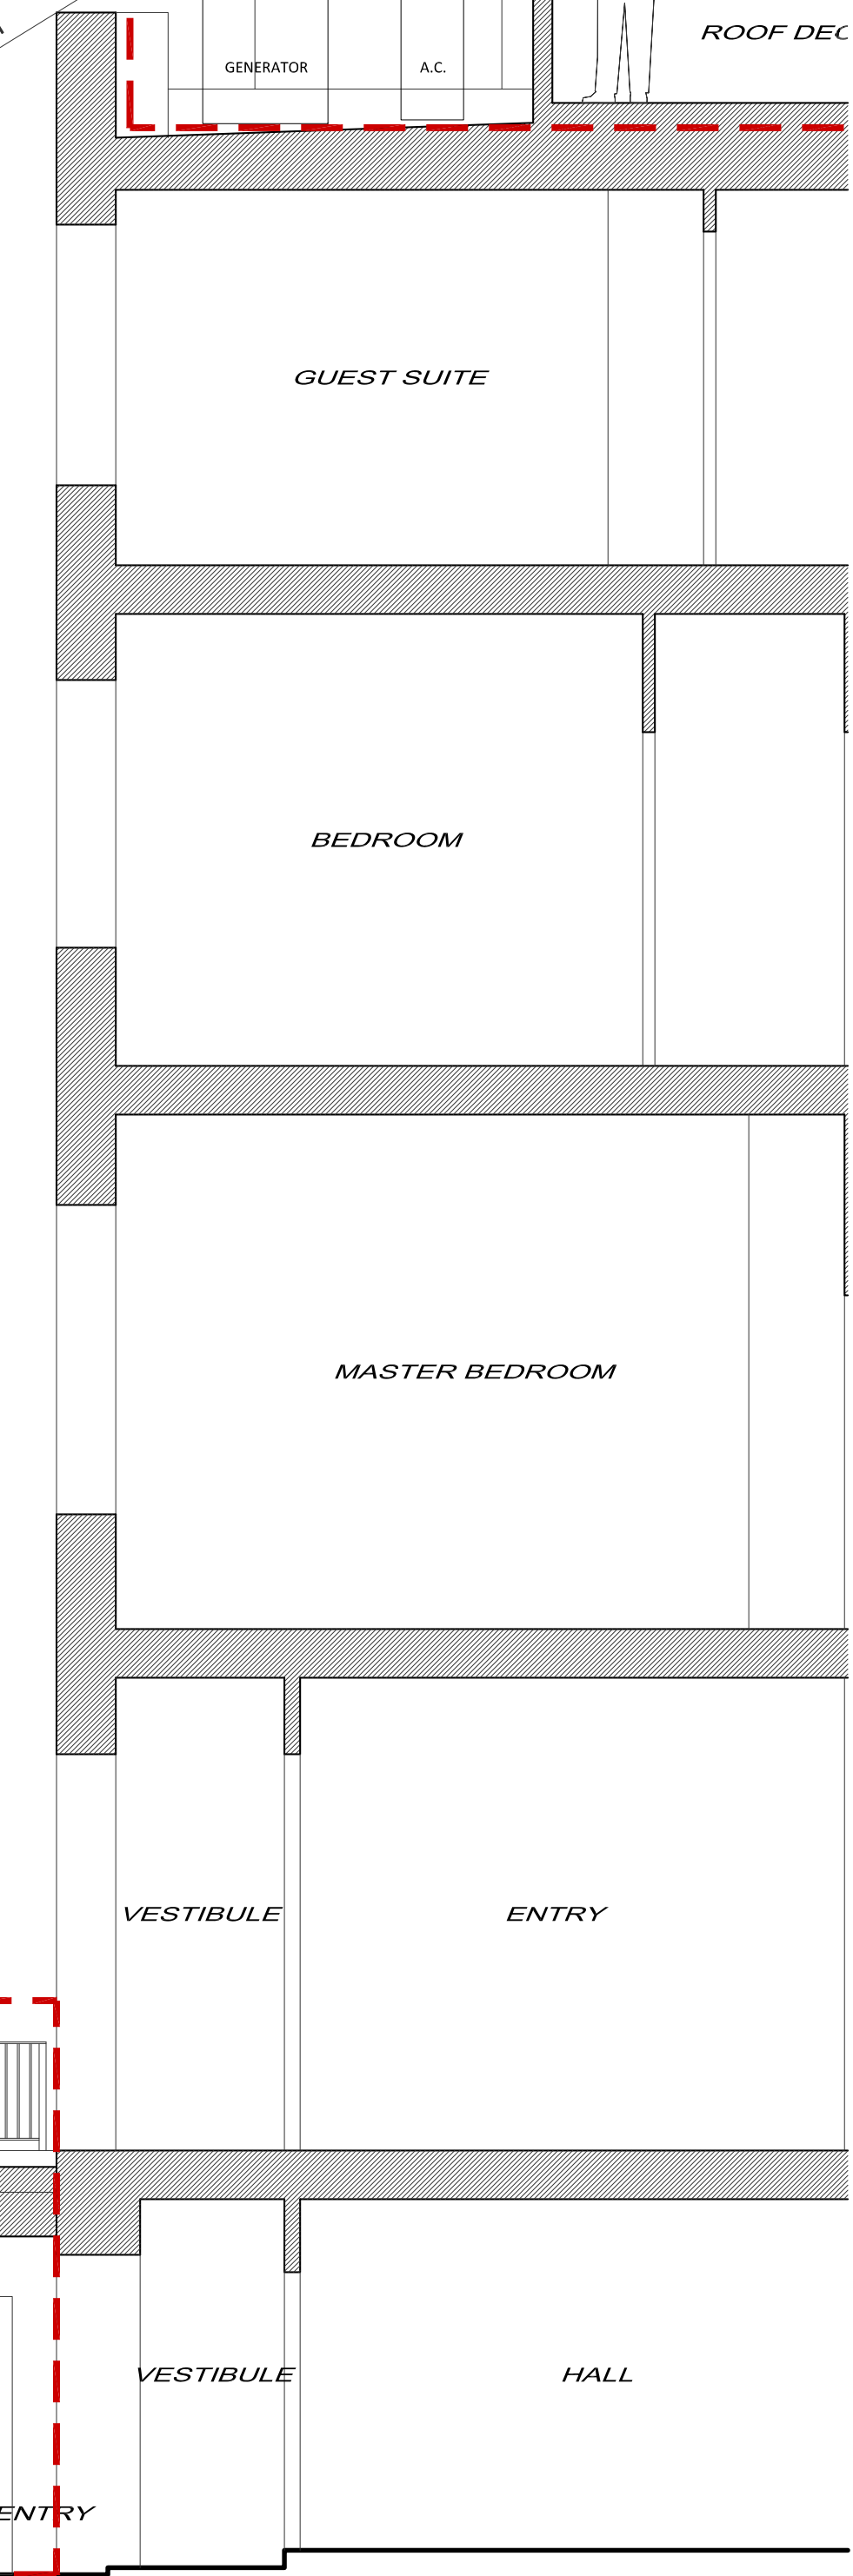 ROOF DEC
GENERATOR
A.C.
GUEST SUITE
BEDROOM
MASTER BEDROOM
VESTIBULE
ENTRY
VESTIBULE
HALL
ENTRY